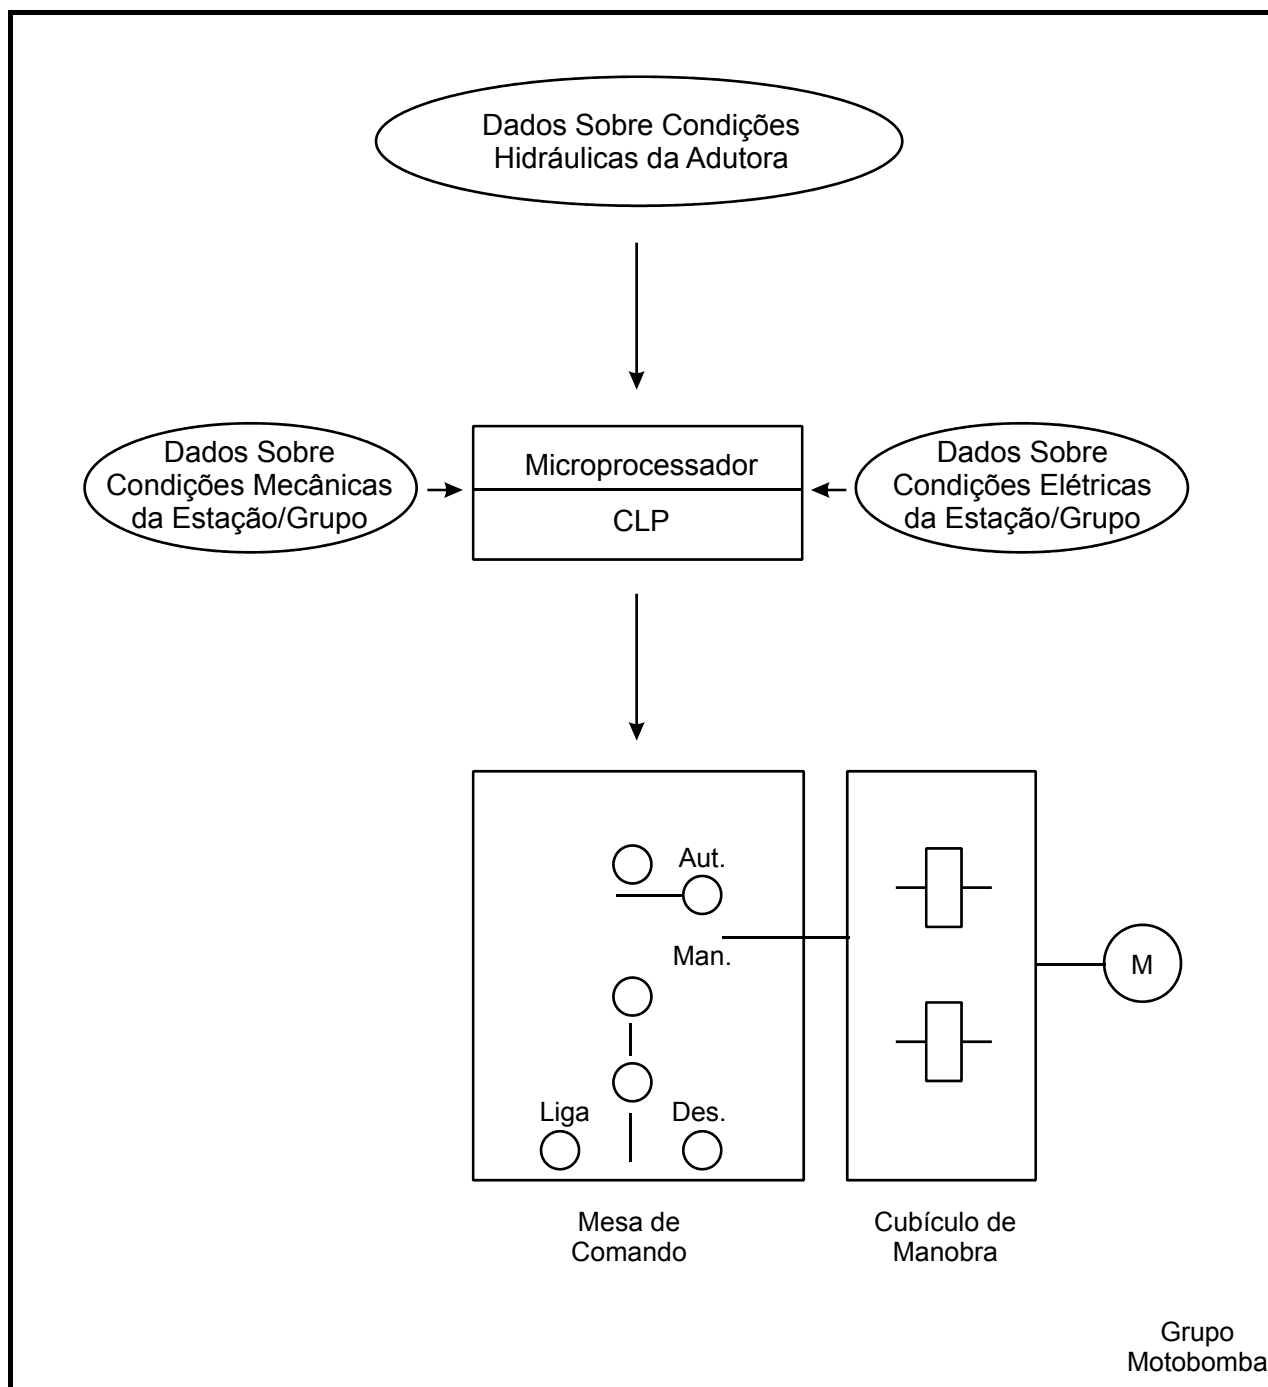 Dados Sobre Condições
Hidráulicas da Adutora
Dados Sobre
Condições Mecânicas
da Estação/Grupo
Microprocessador
CLP
Dados Sobre
Condições Elétricas
da Estação/Grupo
Aut.
Man.
Liga
Des.
M
Mesa de
Comando
Cubículo de
Manobra
Grupo
Motobomba